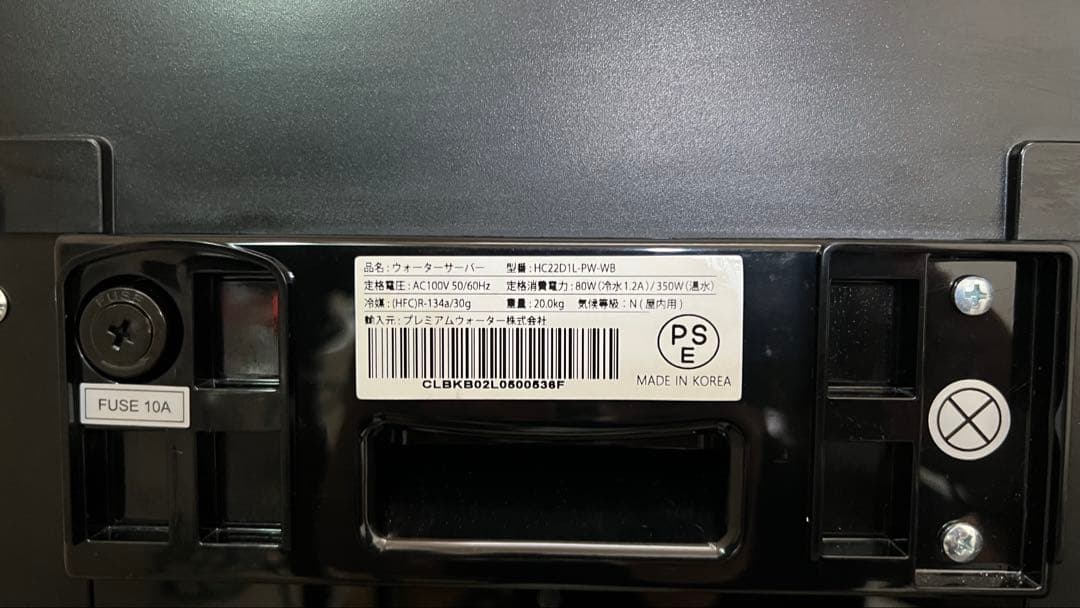 品名：ウォーターサーバー 型番：HC22D1L-PW-WB
定格電圧：AC100V 50/60Hz 定格消費電力：80W(冷水1.2A)/350W(温水)
冷媒：(HFC)R-134a/30g 重量：20.0kg 気候等級：N(屋内用)
輸入元：プレミアムウォーター株式会社
CLBKB02L0500536F
PS
E
MADE IN KOREA
FUSE
FUSE 10A